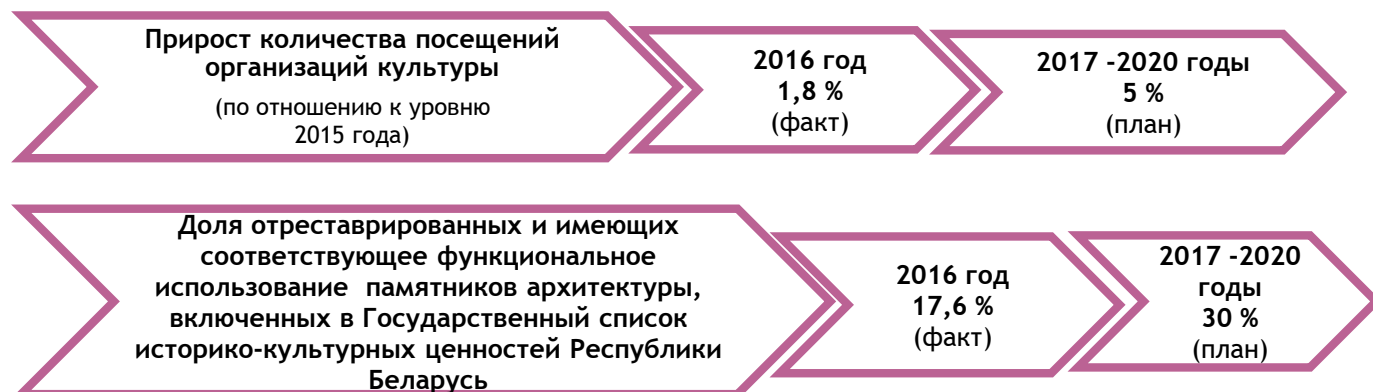 Прирост количества посещений
организаций культуры
(по отношению к уровню
2015 года)
2016 год
1,8 %
(факт)
2017 -2020 годы
5 %
(план)
Доля отреставрированных и имеющих
соответствующее функциональное
использование памятников архитектуры,
включенных в Государственный список
историко-культурных ценностей Республики
Беларусь
2016 год
17,6 %
(факт)
2017 -2020
годы
30 %
(план)